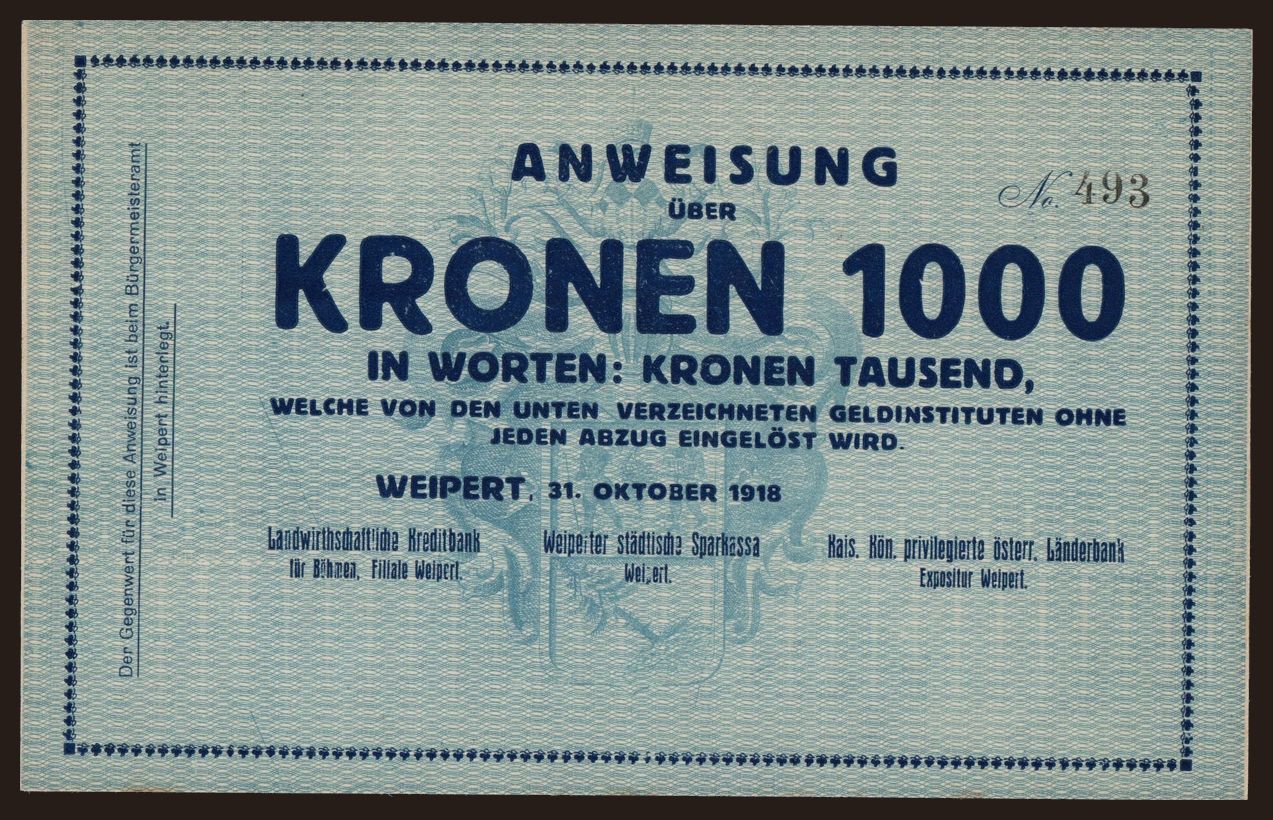 ANWEISUNG
No. 493
ÜBER
KRONEN 1000
IN WORTEN: KRONEN TAUSEND,
WELCHE VON DEN UNTEN VERZEICHNETEN GELDINSTITUTEN OHNE
JEDEN ABZUG EINGELÖST WIRD.
WEIPERT, 31. OKTOBER 1918
Landwirthschaftliche Kreditbank
für Böhmen, Filiale Weipert.
Weiperter städtische Sparkassa
Weipert.
Kais. Kön. privilegierte österr. Länderbank
Expositur Weipert.
Der Gegenwert für diese Anweisung ist beim Bürgermeisteramt
in Weipert hinterlegt.